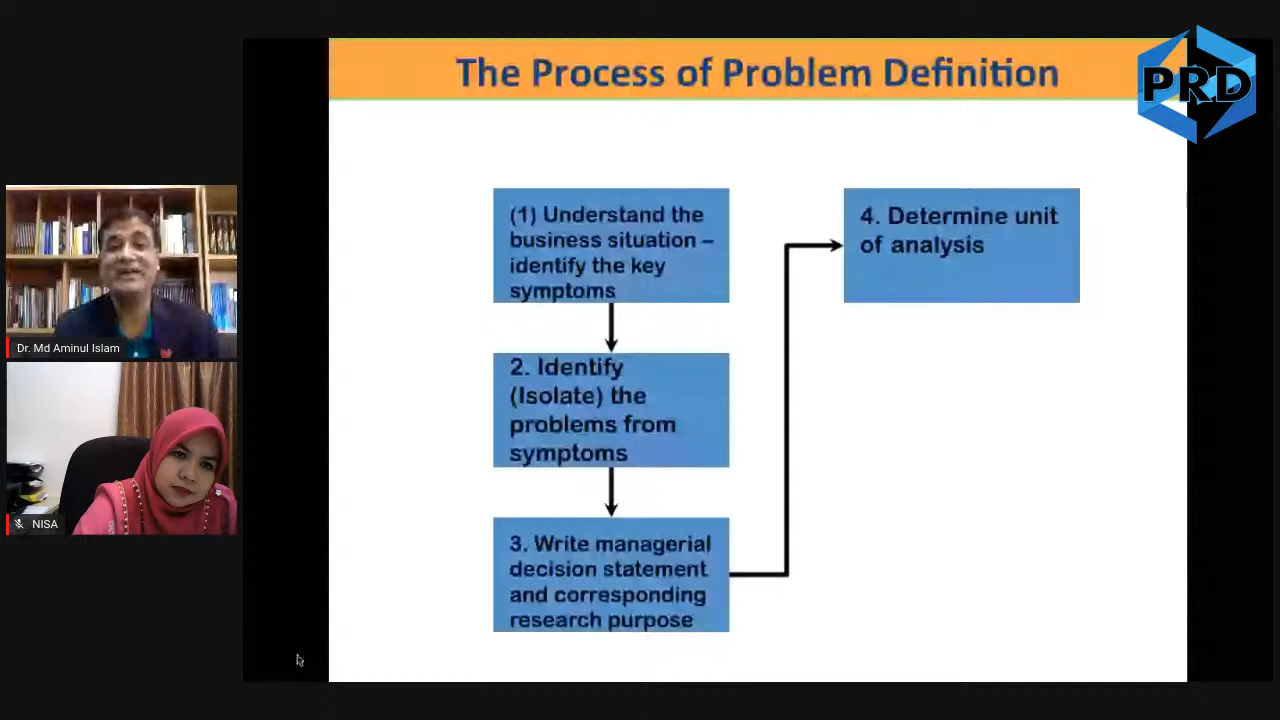 The Process of Problem Definition
PRD
(1) Understand the
business situation –
identify the key
symptoms
2. Identify
(Isolate) the
problems from
symptoms
3. Write managerial
decision statement
and corresponding
research purpose
4. Determine unit
of analysis
Dr. Md Aminul Islam
NISA